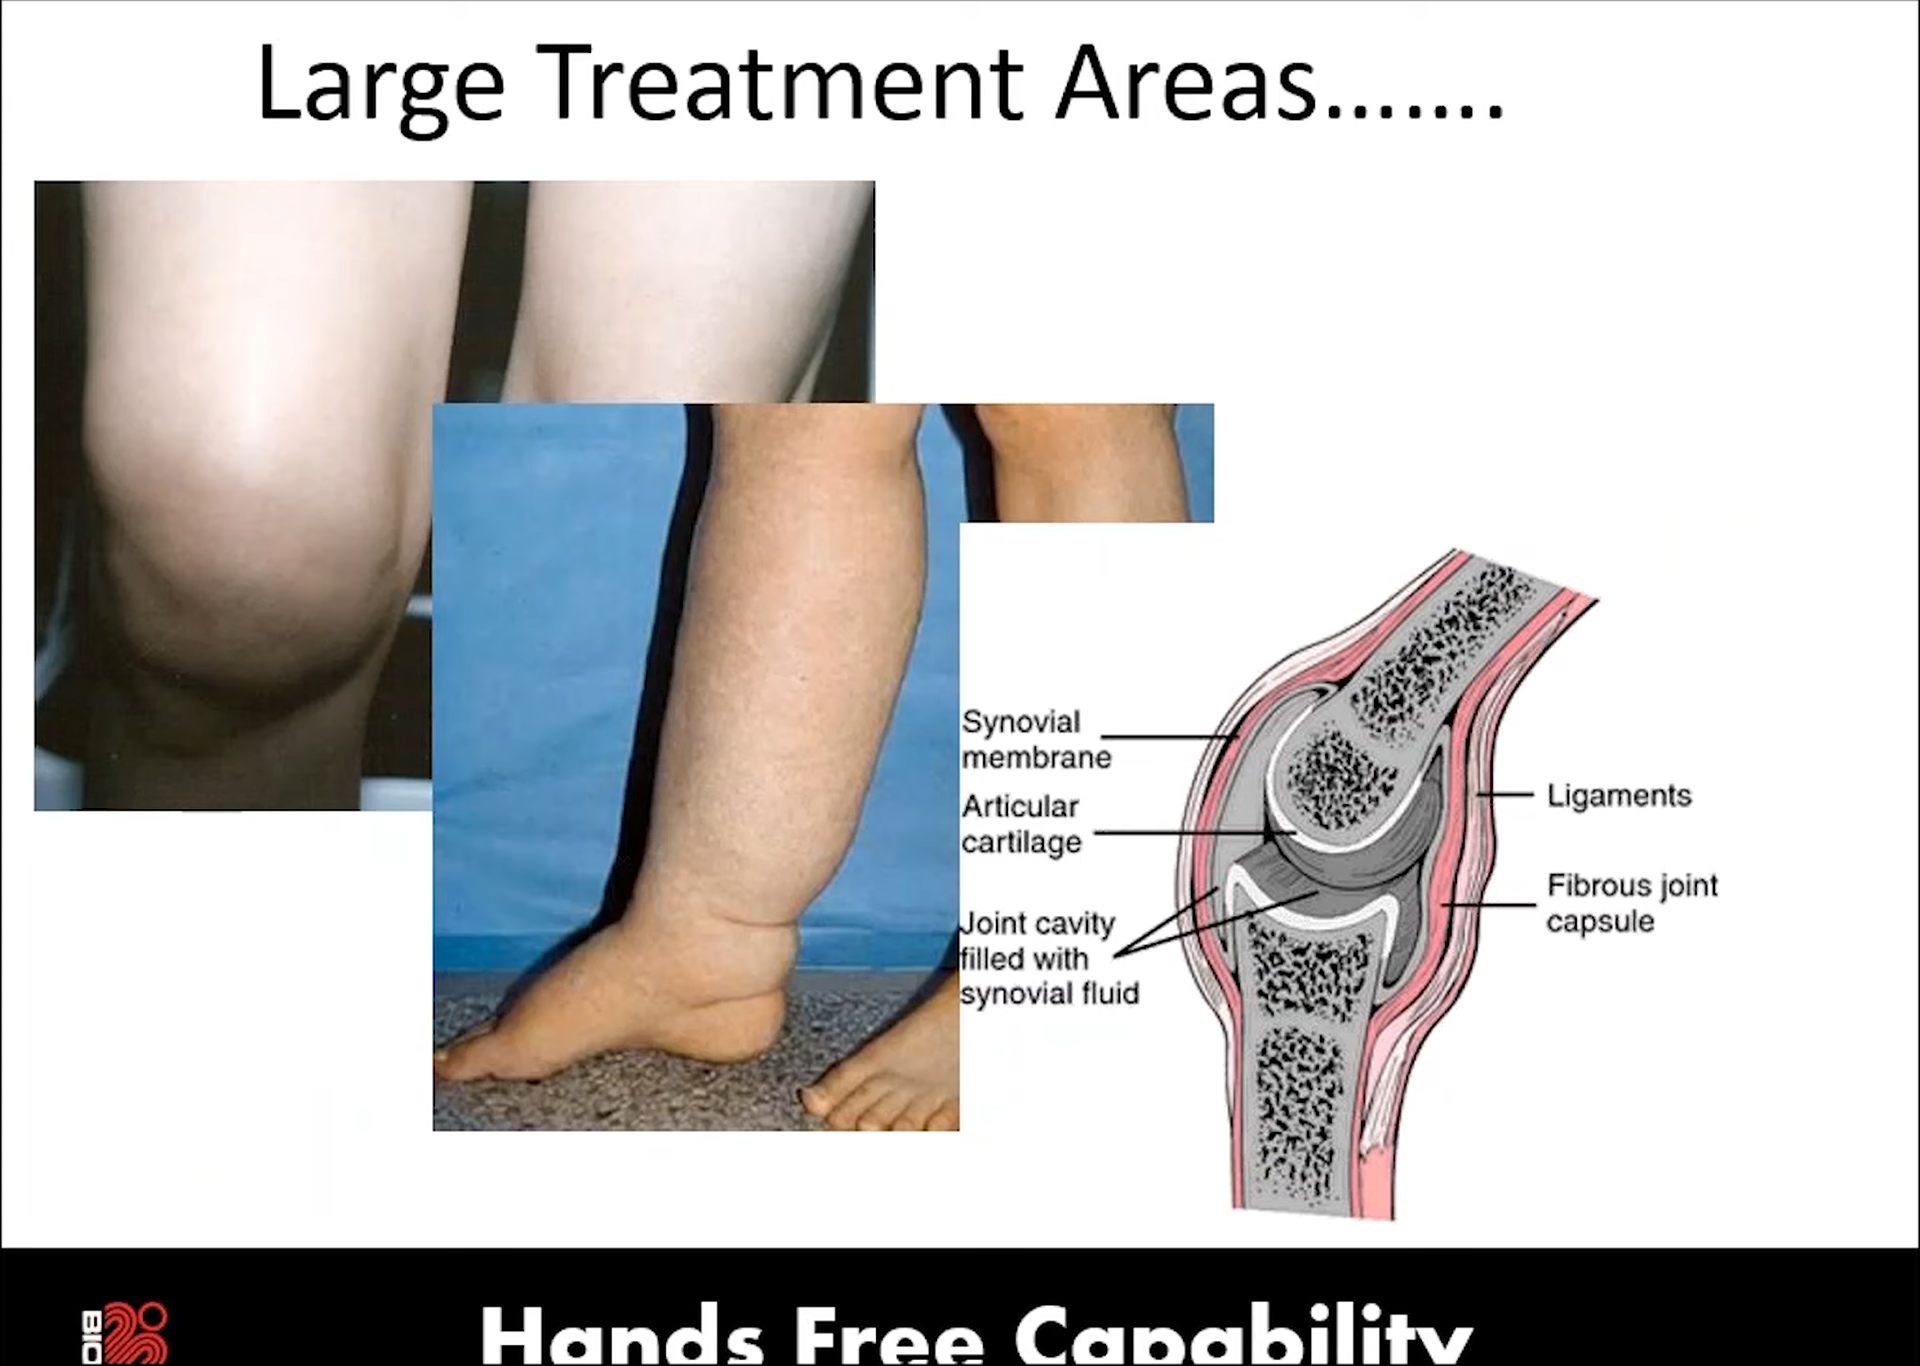 Large Treatment Areas…….
Synovial
membrane
Articular
cartilage
Joint cavity
filled with
synovial fluid
Ligaments
Fibrous joint
capsule
BIO
Hands Free Capability